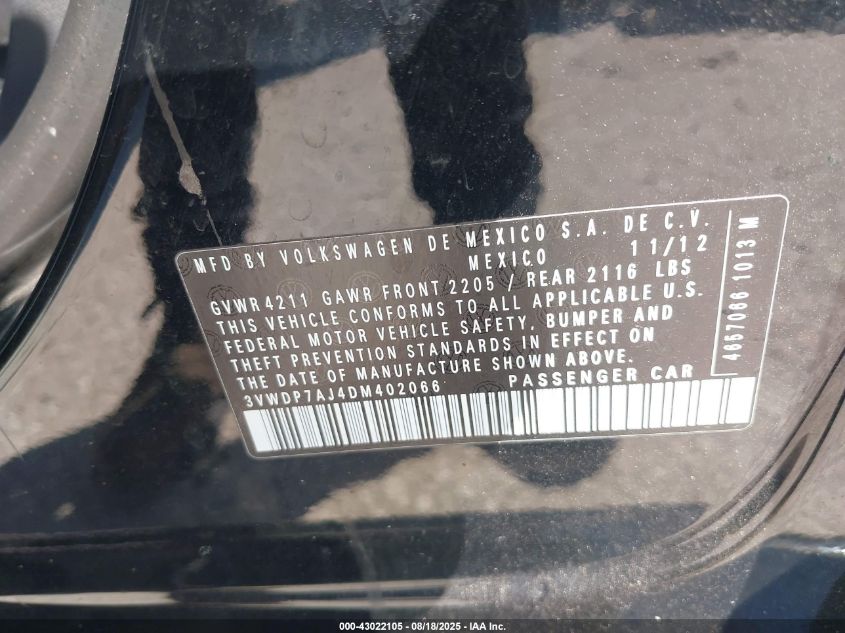 MFD BY VOLKSWAGEN DE MEXICO S.A. DE C.V.
MEXICO 11/12
GVWR 4211 GAWR FRONT 2205 / REAR 2116 LBS
THIS VEHICLE CONFORMS TO ALL APPLICABLE U.S.
FEDERAL MOTOR VEHICLE SAFETY, BUMPER AND
THEFT PREVENTION STANDARDS IN EFFECT ON
THE DATE OF MANUFACTURE SHOWN ABOVE.
3VWDP7AJ4DM402066 PASSENGER CAR
4667066 1013 M
000-43022105 - 08/18/2025 - IAA Inc.